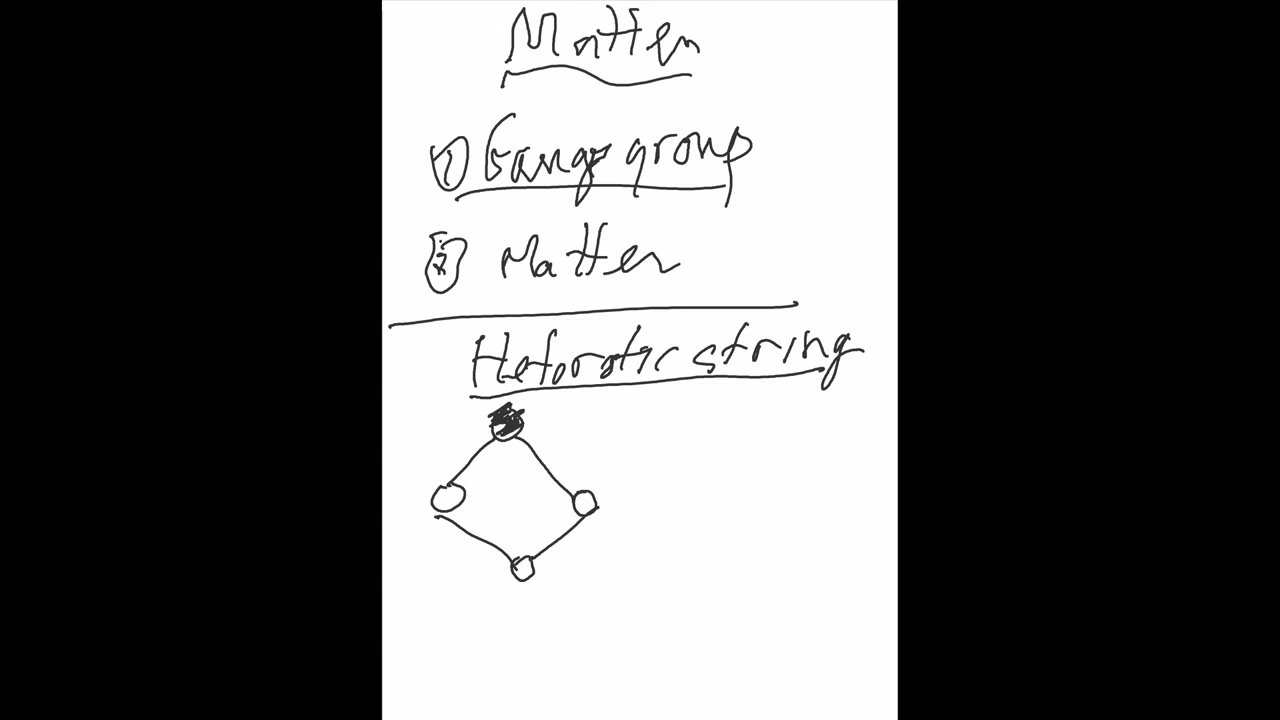 Matter
① Gauge group
② Matter
Heterotic string